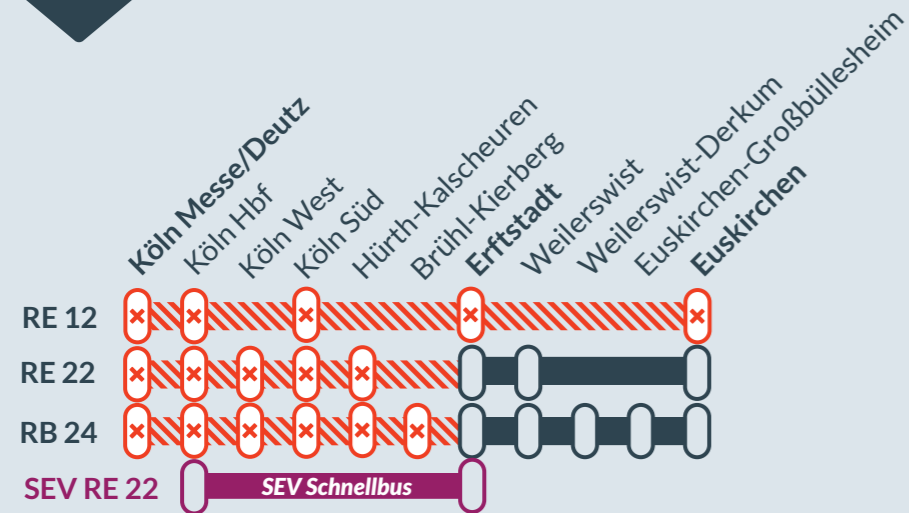 Köln Messe/Deutz
Köln Hbf
Köln West
Köln Süd
Hürth-Kalscheuren
Brühl-Kierberg
Erftstadt
Weilerswist
Weilerswist-Derkum
Euskirchen-Großbüllesheim
Euskirchen
RE 12
RE 22
RB 24
SEV RE 22
SEV Schnellbus